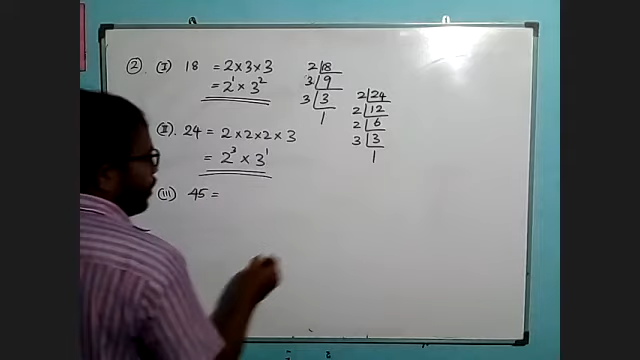 ② (I) 18 = 2 × 3 × 3
= 2¹ × 3²
2 | 18
3 | 9
3 | 3
1
2 | 24
2 | 12
2 | 6
3 | 3
1
(II). 24 = 2 × 2 × 2 × 3
= 2³ × 3¹
(III) 45 =